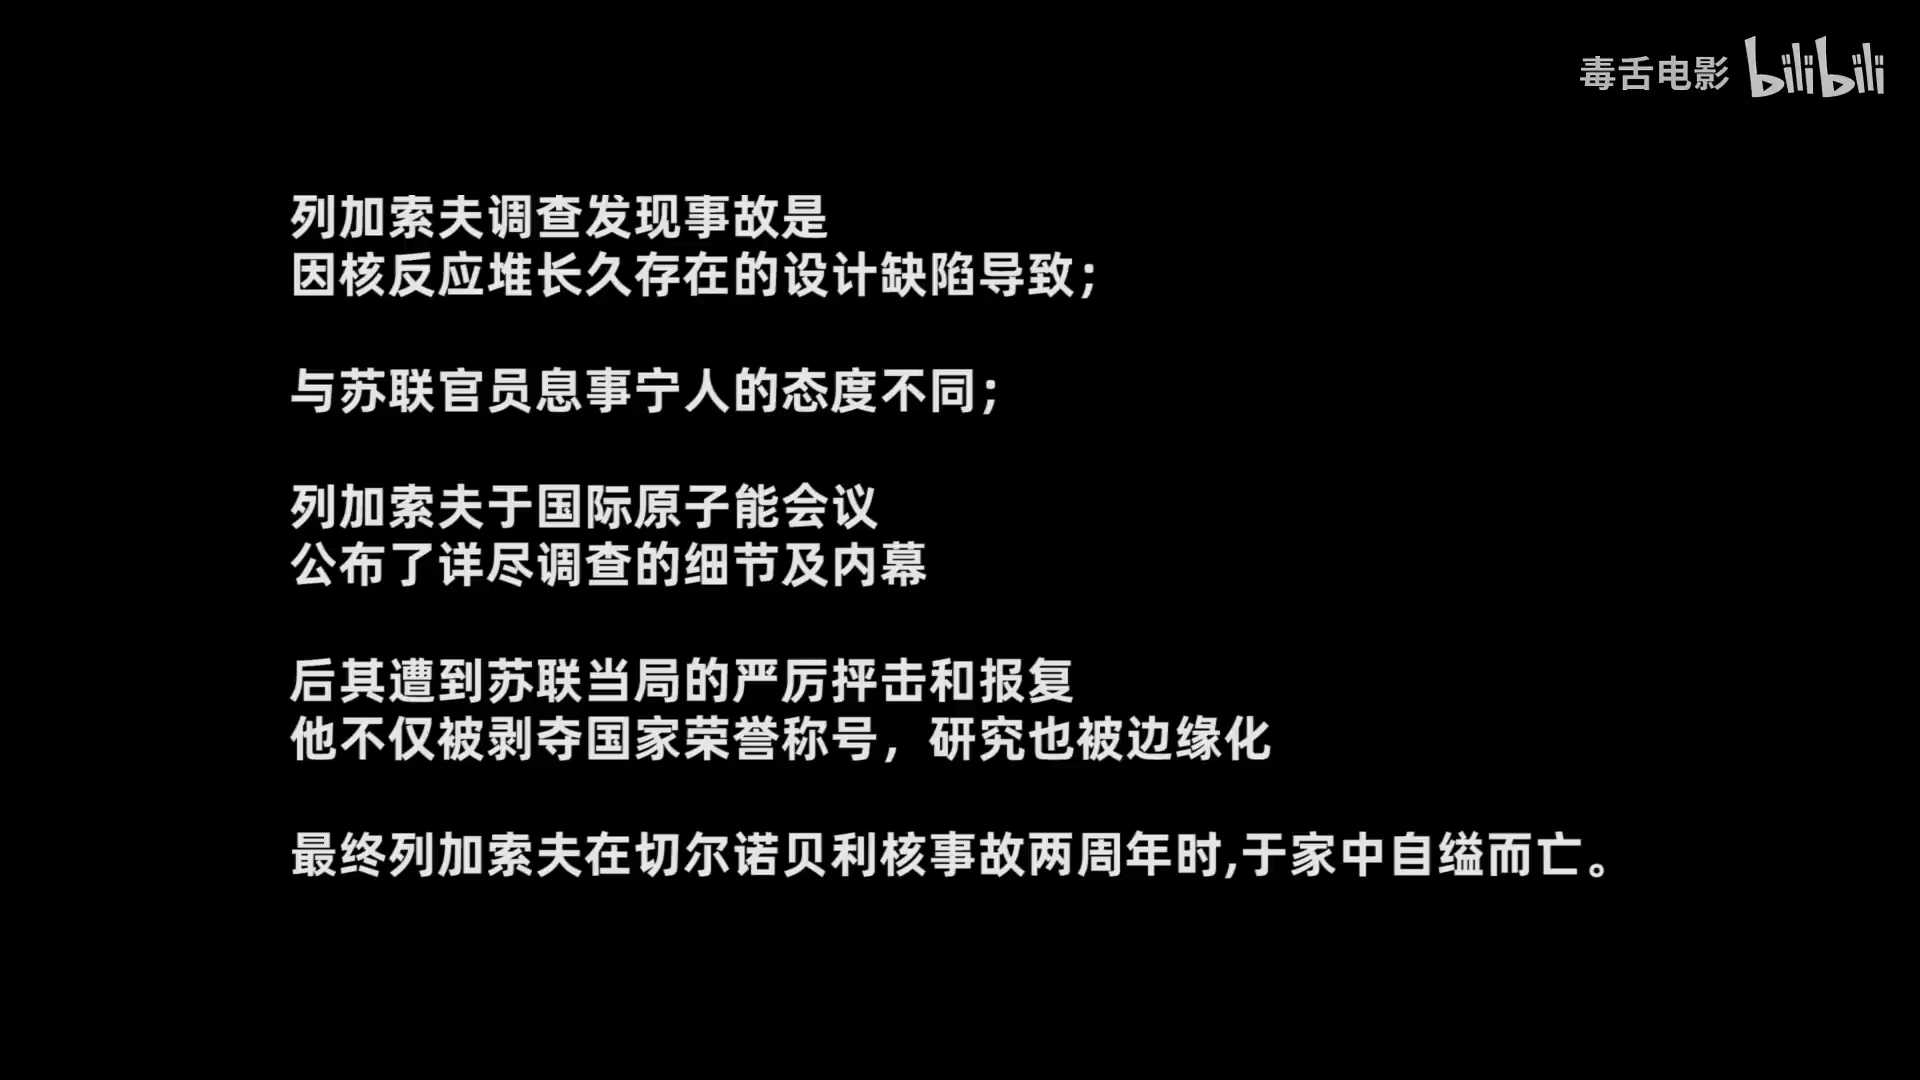 毒舌电影 bilibili
列加索夫调查发现事故是
因核反应堆长久存在的设计缺陷导致；
与苏联官员息事宁人的态度不同；
列加索夫于国际原子能会议
公布了详尽调查的细节及内幕
后其遭到苏联当局的严厉抨击和报复
他不仅被剥夺国家荣誉称号，研究也被边缘化
最终列加索夫在切尔诺贝利核事故两周年时,于家中自缢而亡。